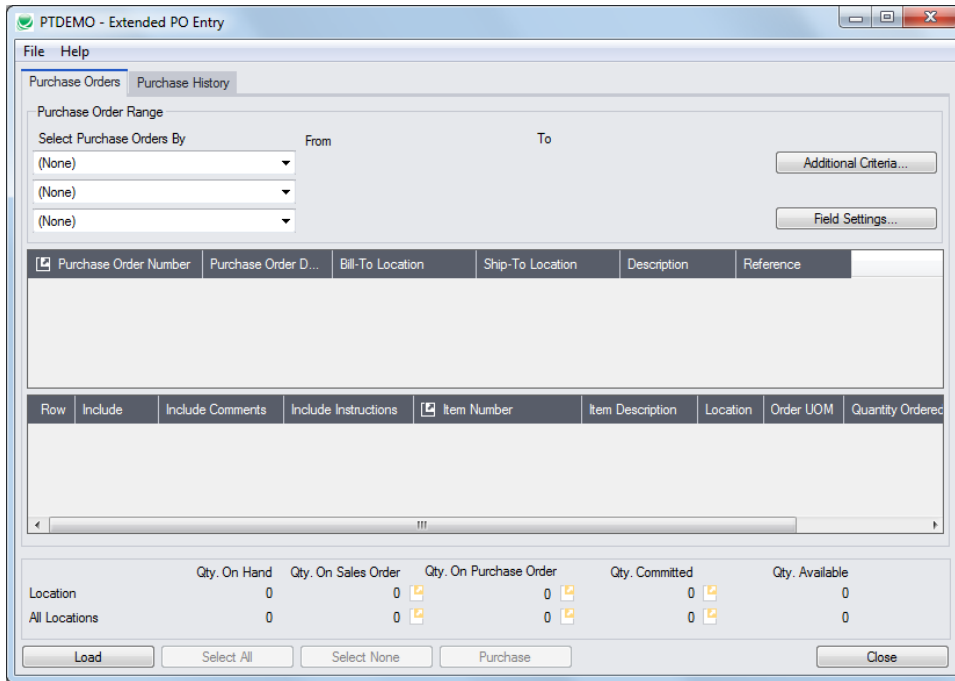 PTDEMO - Extended PO Entry
File Help
Purchase Orders Purchase History
Purchase Order Range
Select Purchase Orders By From To
(None) Additional Criteria...
(None)
(None) Field Settings...
Purchase Order Number Purchase Order D... Bill-To Location Ship-To Location Description Reference
Row Include Include Comments Include Instructions Item Number Item Description Location Order UOM Quantity Ordered
Qty. On Hand Qty. On Sales Order Qty. On Purchase Order Qty. Committed Qty. Available
Location 0 0 0 0 0
All Locations 0 0 0 0 0
Load Select All Select None Purchase Close